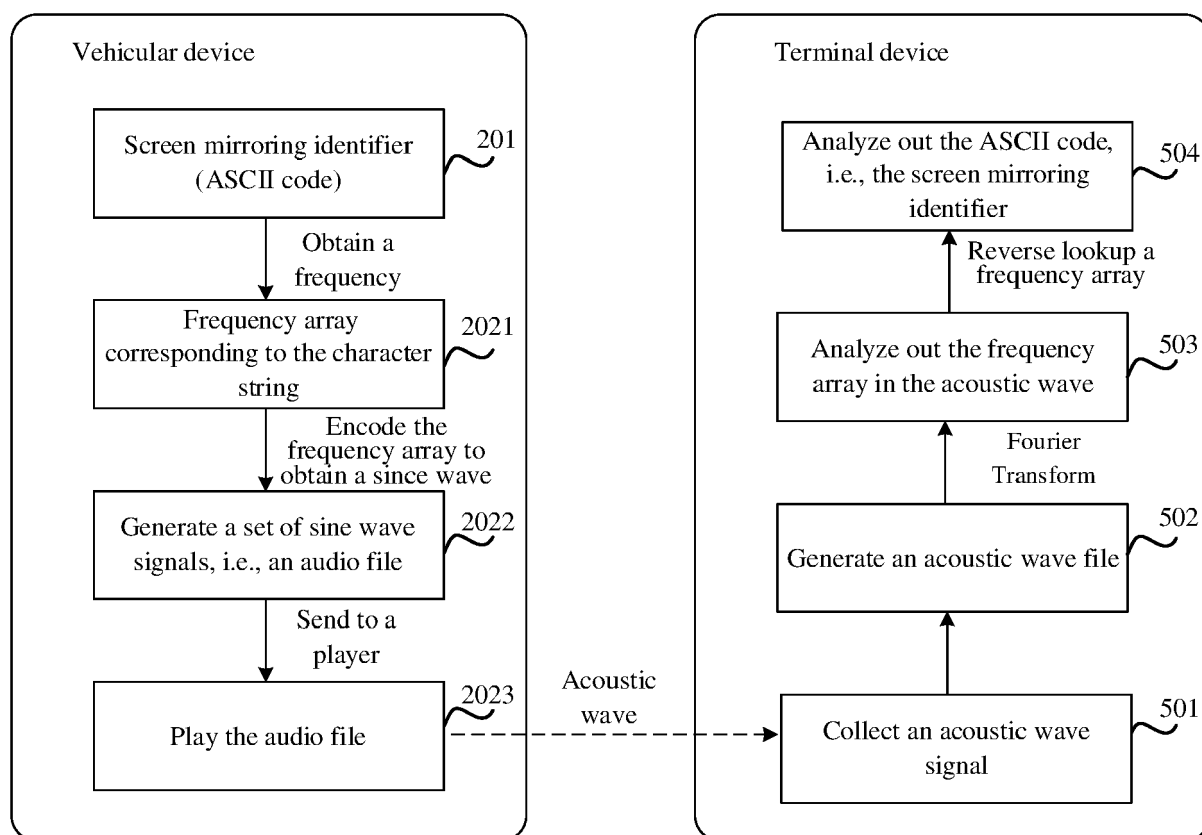 Vehicular device
Screen mirroring identifier
(ASCII code)
201
Obtain a
frequency
Frequency array
corresponding to the character
string
2021
Encode the
frequency array to
obtain a since wave
Generate a set of sine wave
signals, i.e., an audio file
2022
Send to a
player
Play the audio file
2023
Acoustic
wave
Terminal device
Analyze out the ASCII code,
i.e., the screen mirroring
identifier
504
Reverse lookup a
frequency array
Analyze out the frequency
array in the acoustic wave
503
Fourier
Transform
Generate an acoustic wave file
502
Collect an acoustic wave
signal
501